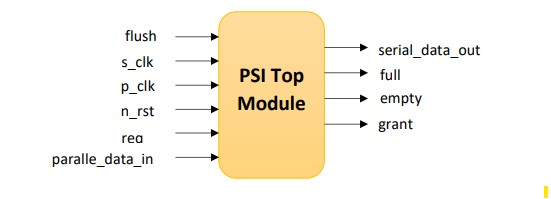 flush
s_clk
p_clk
n_rst
req
paralle_data_in
PSI Top
Module
serial_data_out
full
empty
grant